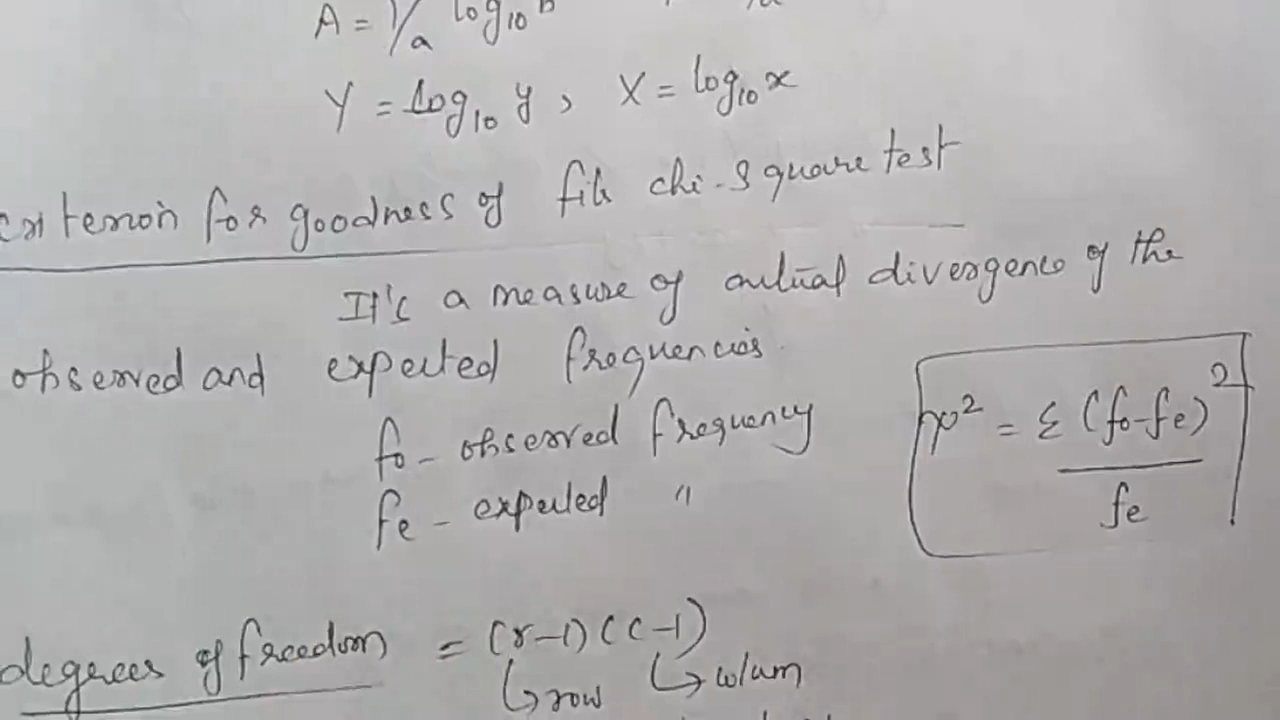 A = 1/a log10
Y = log10 y, X = log10 x
criterion for goodness of fit chi-square test
It's a measure of actual divergence of the
observed and expected frequencies.
fo - observed frequency
fe - expected "
χ² = Σ (fo-fe)² / fe
degrees of freedom = (r-1)(c-1)
↳ row ↳ colum